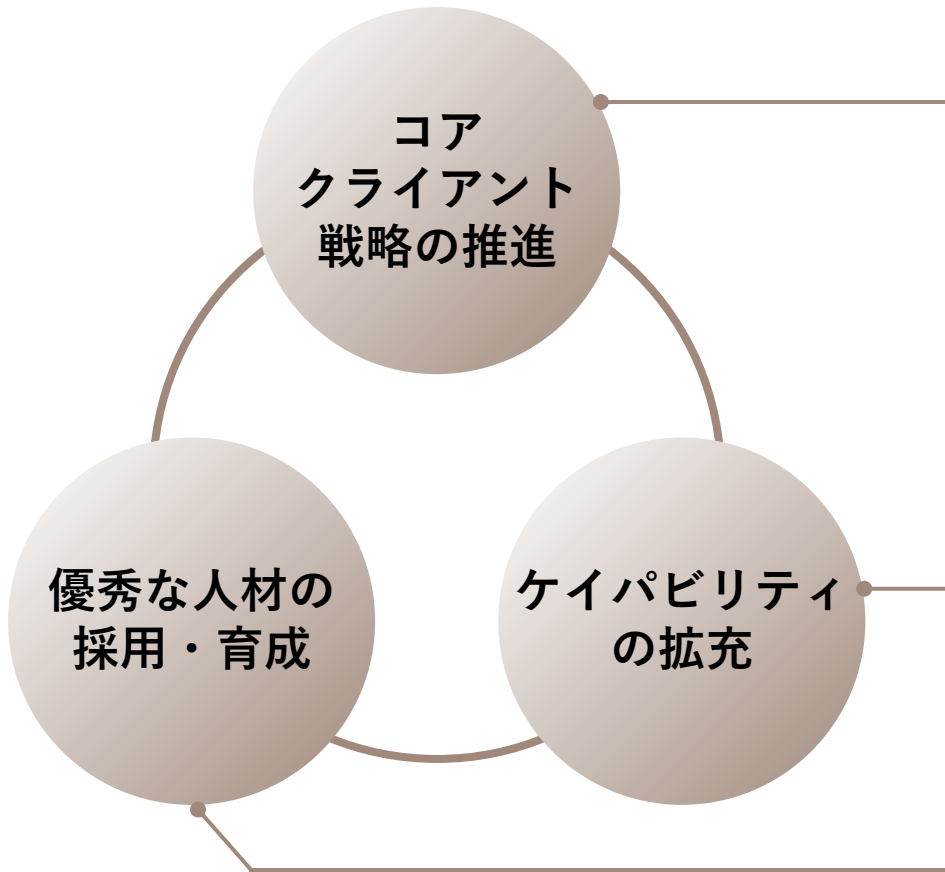 コア
クライアント
戦略の推進
優秀な人材の
採用・育成
ケイパビリティ
の拡充